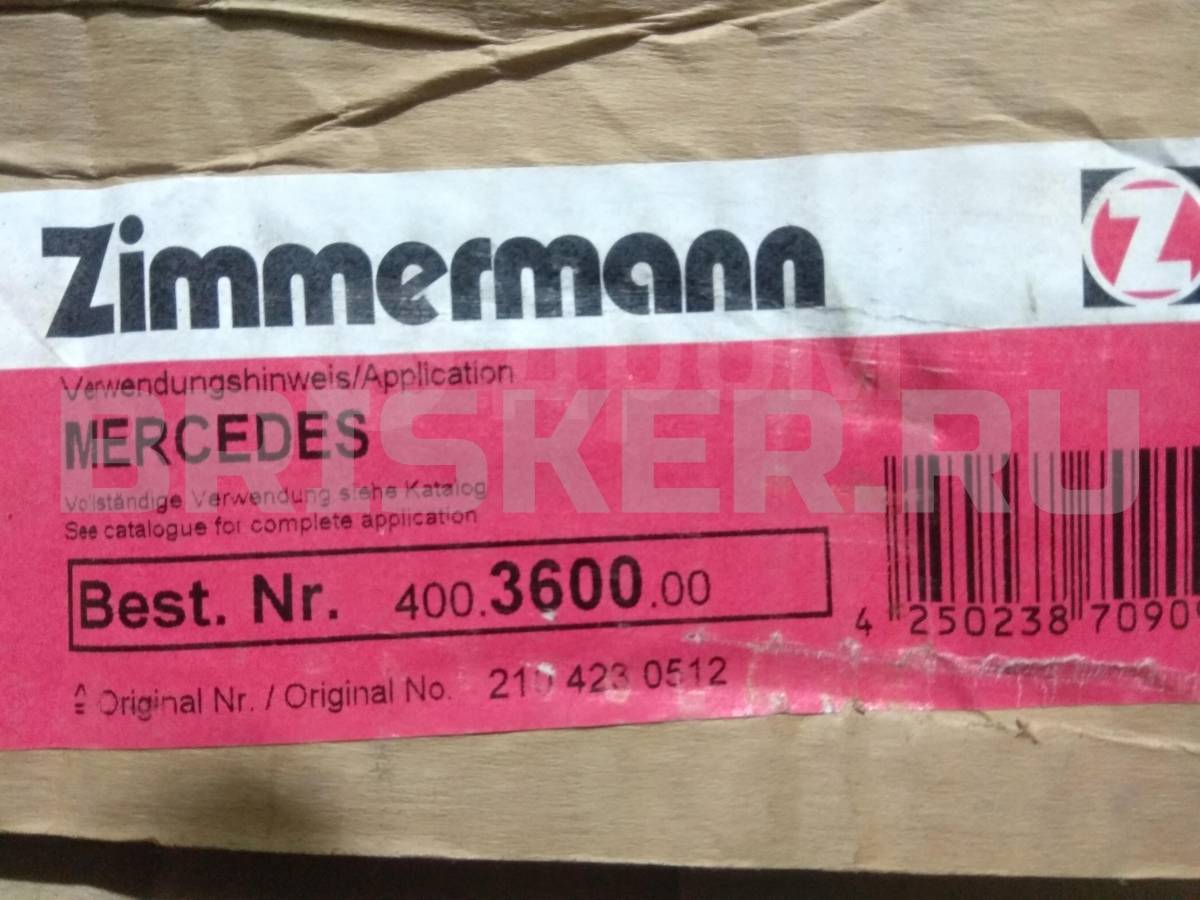 Zimmermann
Z
Verwendungshinweis/Application
MERCEDES
Vollständige Verwendung siehe Katalog
See catalogue for complete application
Best. Nr. 400.3600.00
4 250238 7090
≙ Original Nr. / Original No. 210 423 0512
BRISKER.RU